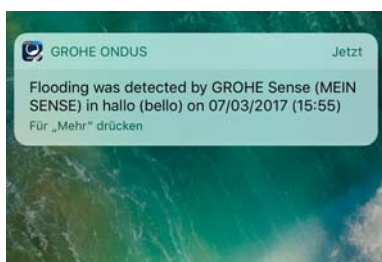 GROHE ONDUS Jetzt
Flooding was detected by GROHE Sense (MEIN
SENSE) in hallo (bello) on 07/03/2017 (15:55)
Für „Mehr“ drücken